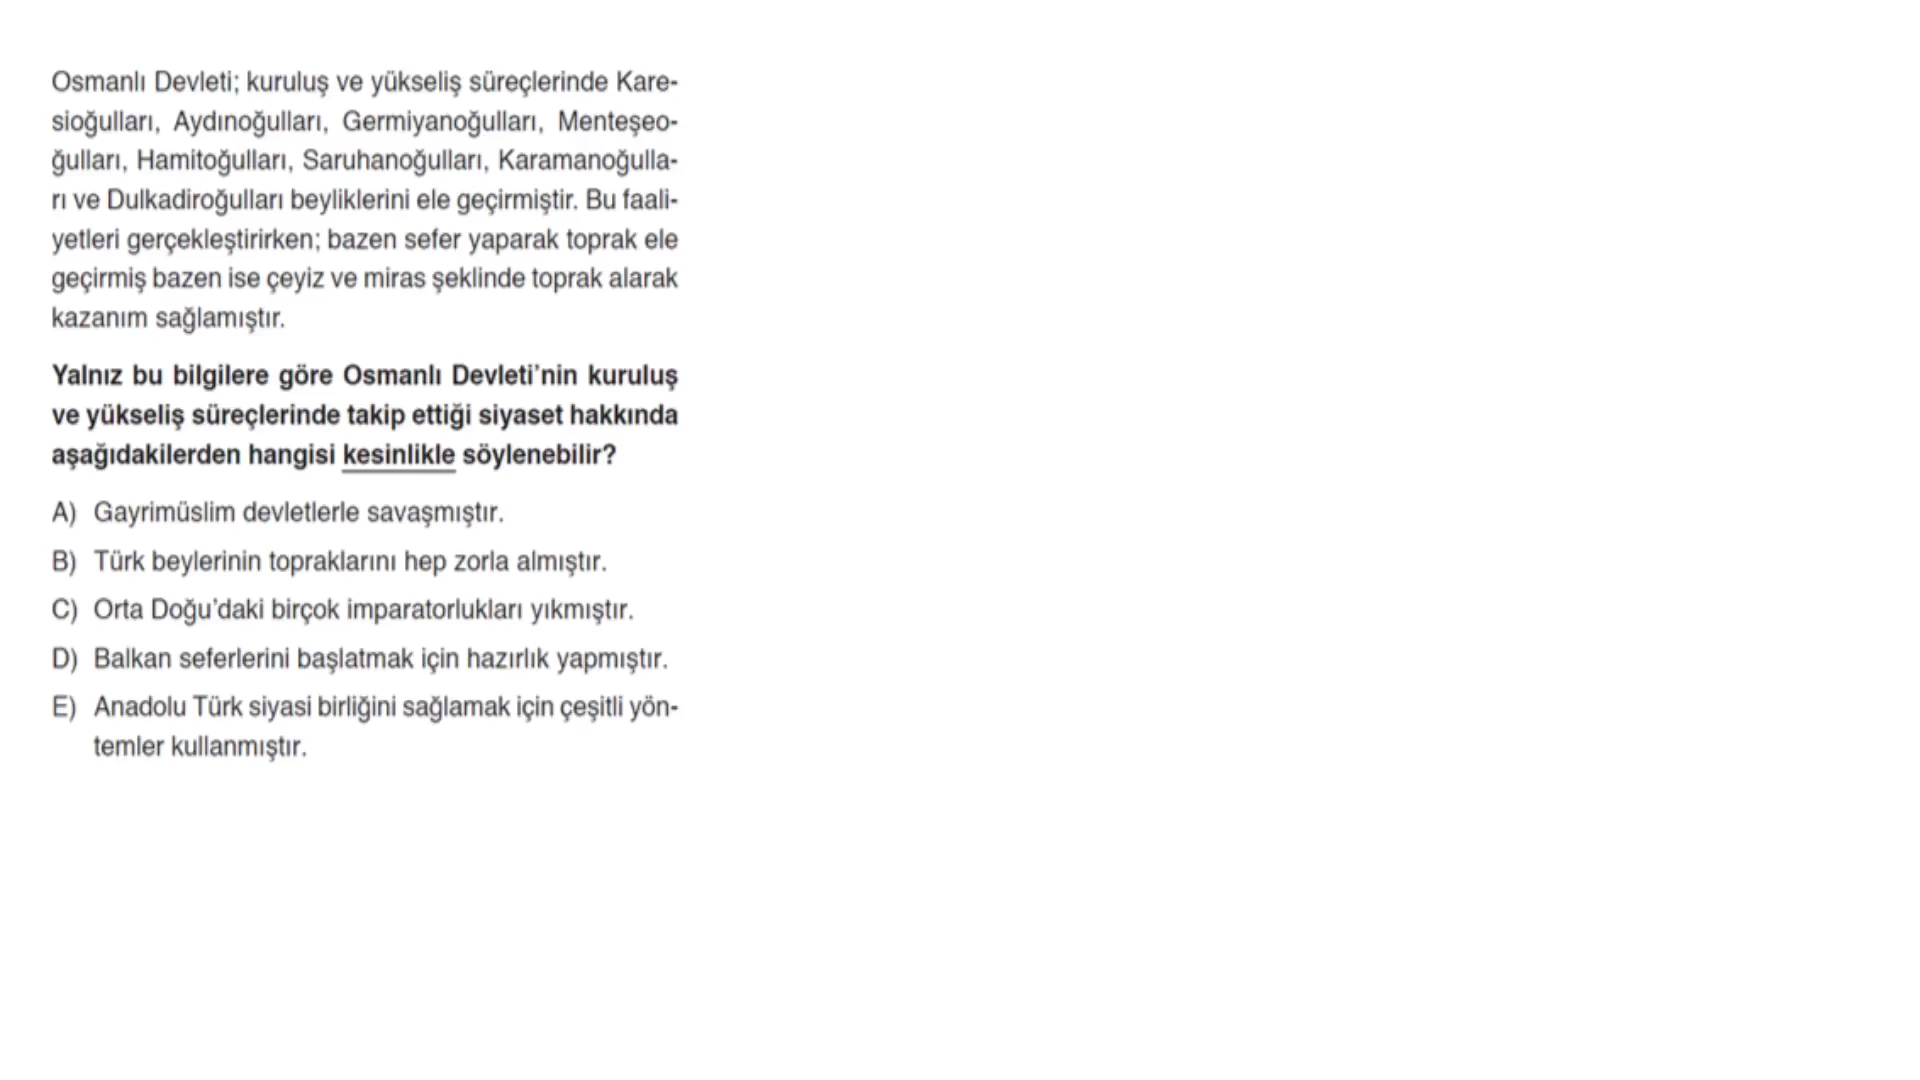 Osmanlı Devleti; kuruluş ve yükseliş süreçlerinde Kare-
sioğulları, Aydınoğulları, Germiyanoğulları, Menteşeo-
ğulları, Hamitoğulları, Saruhanoğulları, Karamanoğulla-
rı ve Dulkadiroğulları beyliklerini ele geçirmiştir. Bu faali-
yetleri gerçekleştirirken; bazen sefer yaparak toprak ele
geçirmiş bazen ise çeyiz ve miras şeklinde toprak alarak
kazanım sağlamıştır.
Yalnız bu bilgilere göre Osmanlı Devleti'nin kuruluş
ve yükseliş süreçlerinde takip ettiği siyaset hakkında
aşağıdakilerden hangisi kesinlikle söylenebilir?
A) Gayrimüslim devletlerle savaşmıştır.
B) Türk beylerinin topraklarını hep zorla almıştır.
C) Orta Doğu'daki birçok imparatorlukları yıkmıştır.
D) Balkan seferlerini başlatmak için hazırlık yapmıştır.
E) Anadolu Türk siyasi birliğini sağlamak için çeşitli yön-
temler kullanmıştır.